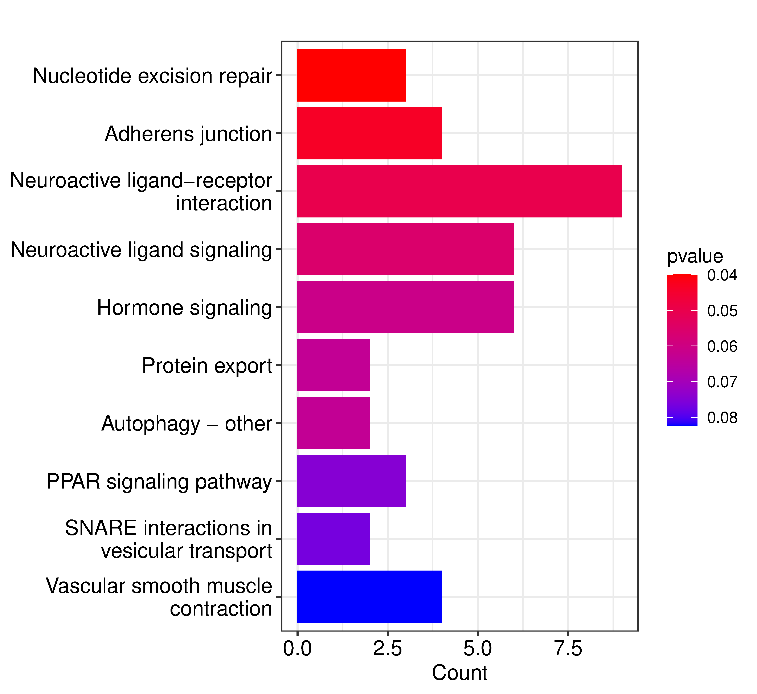 Nucleotide excision repair
Adherens junction
Neuroactive ligand−receptor
interaction
Neuroactive ligand signaling
Hormone signaling
Protein export
Autophagy − other
PPAR signaling pathway
SNARE interactions in
vesicular transport
Vascular smooth muscle
contraction
0.0 2.5 5.0 7.5
Count
pvalue
0.04
0.05
0.06
0.07
0.08